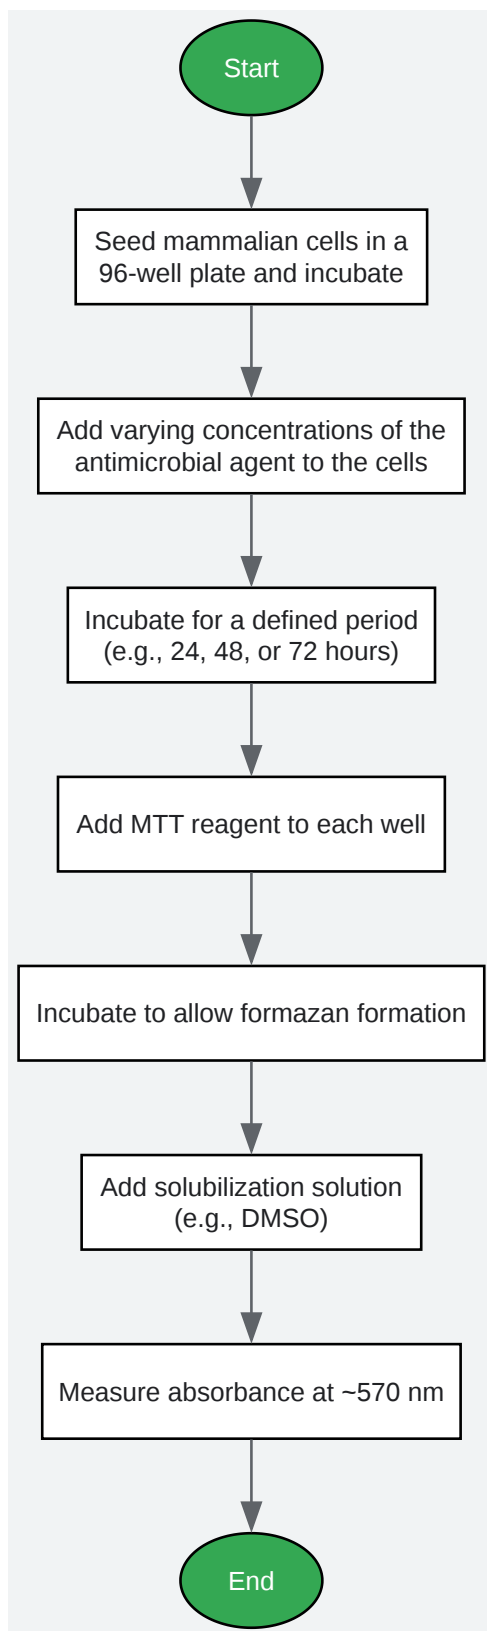 Start
Seed mammalian cells in a
96-well plate and incubate
Add varying concentrations of the
antimicrobial agent to the cells
Incubate for a defined period
(e.g., 24, 48, or 72 hours)
Add MTT reagent to each well
Incubate to allow formazan formation
Add solubilization solution
(e.g., DMSO)
Measure absorbance at ~570 nm
End